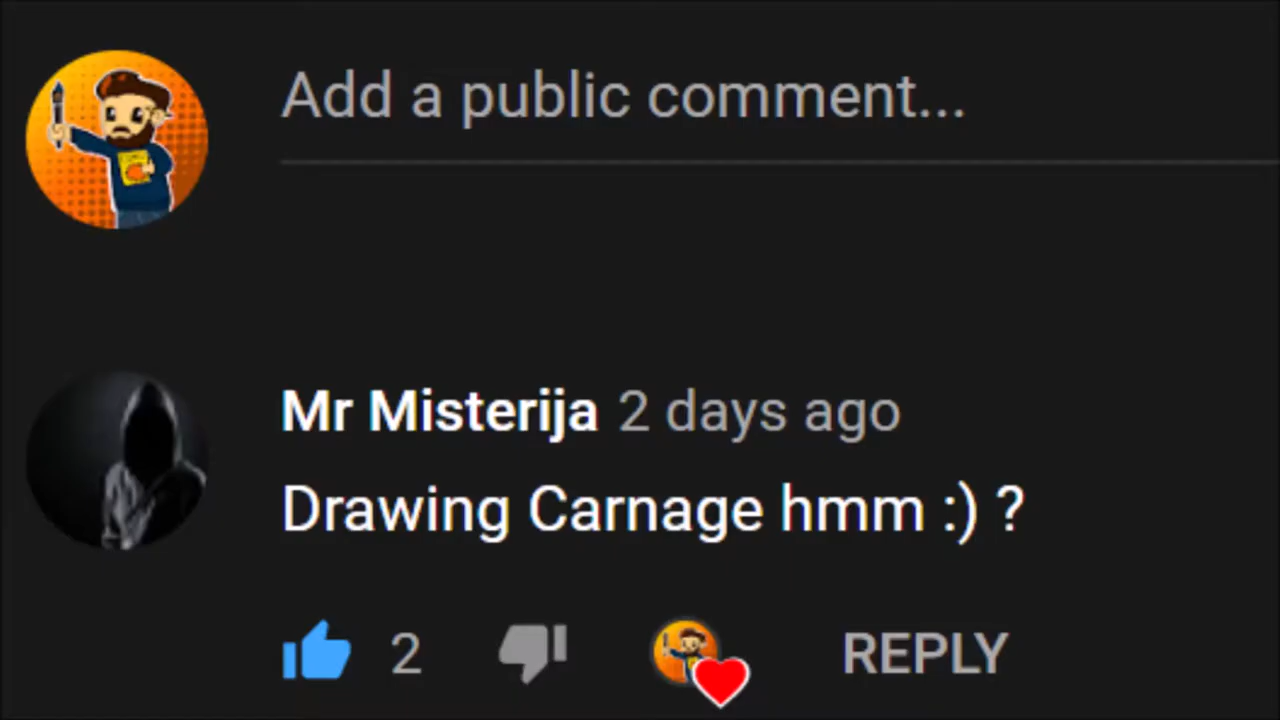 Add a public comment...
Mr Misterija 2 days ago
Drawing Carnage hmm :) ?
2 REPLY